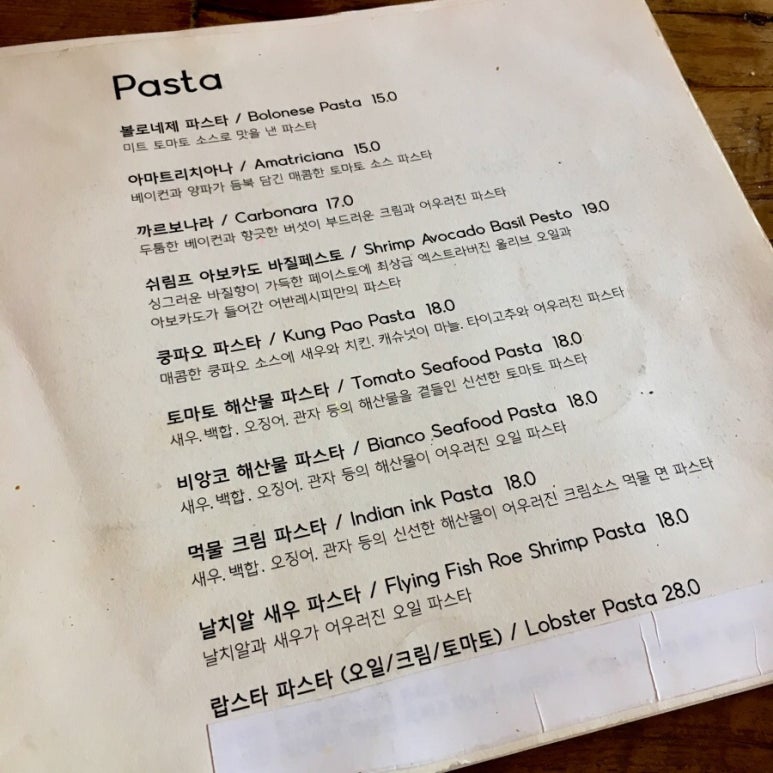 Pasta
볼로네제 파스타 / Bolonese Pasta 15.0
미트 토마토 소스로 맛을 낸 파스타
아마트리치아나 / Amatriciana 15.0
베이컨과 양파가 듬북 담긴 매콤한 토마토 소스 파스타
까르보나라 / Carbonara 17.0
두툼한 베이컨과 향긋한 버섯이 부드러운 크림과 어우러진 파스타
쉬림프 아보카도 바질페스토 / Shrimp Avocado Basil Pesto 19.0
싱그러운 바질향이 가득한 페이스토에 최상급 엑스트라버진 올리브 오일과
아보카도가 들어간 어반레시피만의 파스타
쿵파오 파스타 / Kung Pao Pasta 18.0
매콤한 쿵파오 소스에 새우와 치킨, 캐슈넛이 마늘, 타이고추와 어우러진 파스타
토마토 해산물 파스타 / Tomato Seafood Pasta 18.0
새우, 백합, 오징어, 관자 등의 해산물을 곁들인 신선한 토마토 파스타
비앙코 해산물 파스타 / Bianco Seafood Pasta 18.0
새우, 백합, 오징어, 관자 등의 해산물이 어우러진 오일 파스타
먹물 크림 파스타 / Indian ink Pasta 18.0
새우, 백합, 오징어, 관자 등의 신선한 해산물이 어우러진 크림소스 먹물 면 파스타
날치알 새우 파스타 / Flying Fish Roe Shrimp Pasta 18.0
날치알과 새우가 어우러진 오일 파스타
랍스타 파스타 (오일/크림/토마토) / Lobster Pasta 28.0